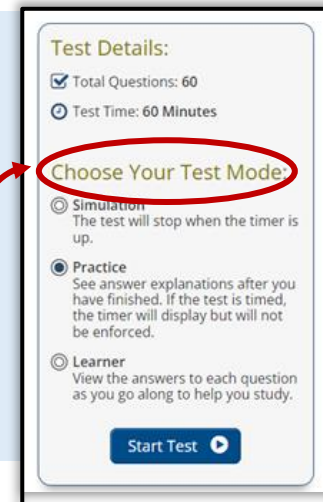 Test Details:
Total Questions: 60
Test Time: 60 Minutes
Choose Your Test Mode:
Simulation
The test will stop when the timer is
up.
Practice
See answer explanations after you
have finished. If the test is timed,
the timer will display but will not
be enforced.
Learner
View the answers to each question
as you go along to help you study.
Start Test